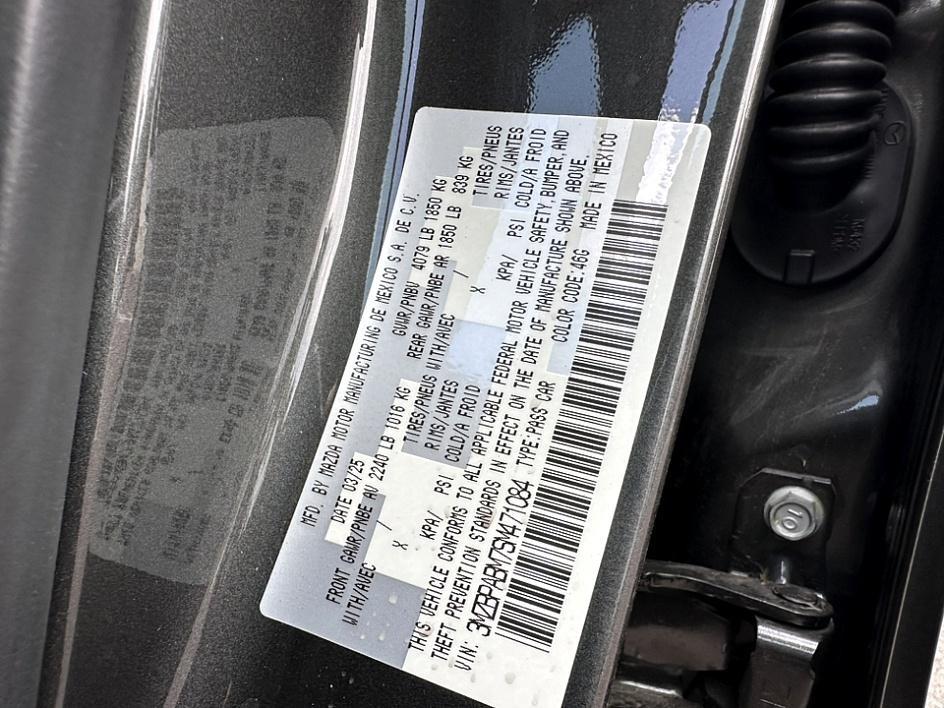 MFD. BY MAZDA MOTOR MANUFACTURING DE MEXICO S.A. DE C.V.
DATE 03/25 GVWR/PNBV 4079 LB 1850 KG
FRONT GAWR/PNBE AV 2240 LB 1016 KG REAR GAWR/PNBE AR 1850 LB 839 KG
WITH/AVEC / TIRES/PNEUS WITH/AVEC / TIRES/PNEUS
X RIMS/JANTES X RIMS/JANTES
KPA/ PSI COLD/A FROID KPA/ PSI COLD/A FROID
THIS VEHICLE CONFORMS TO ALL APPLICABLE FEDERAL MOTOR VEHICLE SAFETY, BUMPER, AND
THEFT PREVENTION STANDARDS IN EFFECT ON THE DATE OF MANUFACTURE SHOWN ABOVE.
VIN. 3MZBPABM7SM471084 TYPE:PASS CAR COLOR CODE:46G MADE IN MEXICO
10